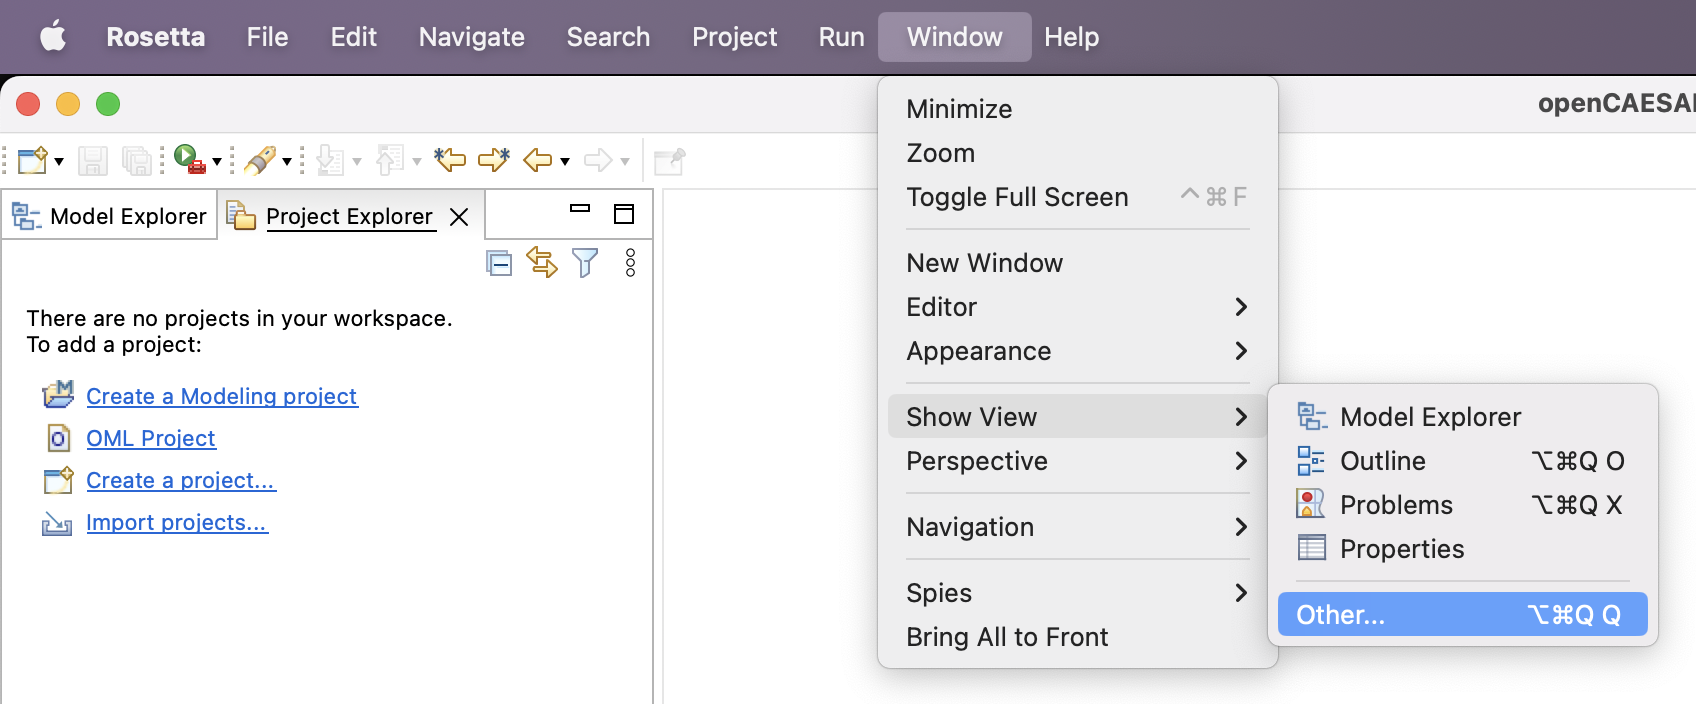 Rosetta File Edit Navigate Search Project Run Window Help
openCAESA
Model Explorer
Project Explorer
There are no projects in your workspace.
To add a project:
Create a Modeling project
OML Project
Create a project...
Import projects...
Minimize
Zoom
Toggle Full Screen ^⌘F
New Window
Editor
Appearance
Show View
Perspective
Navigation
Spies
Bring All to Front
Model Explorer
Outline ⌥⌘Q O
Problems ⌥⌘Q X
Properties
Other... ⌥⌘Q Q